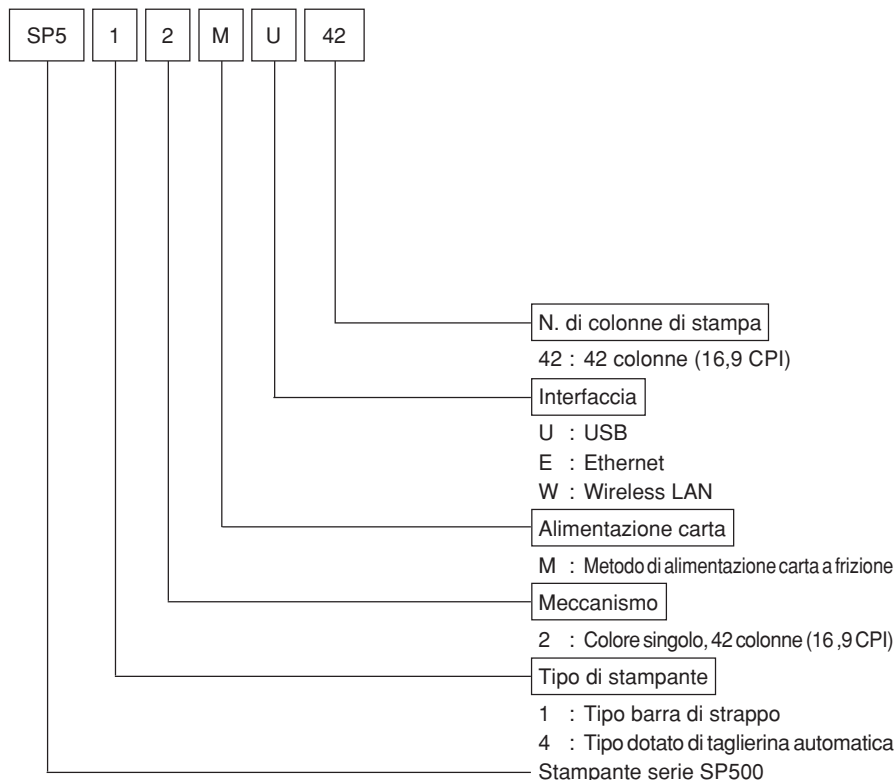 SP5 1 2 M U 42
N. di colonne di stampa
42 : 42 colonne (16,9 CPI)
Interfaccia
U : USB
E : Ethernet
W : Wireless LAN
Alimentazione carta
M : Metodo di alimentazione carta a frizione
Meccanismo
2 : Colore singolo, 42 colonne (16 ,9 CPI)
Tipo di stampante
1 : Tipo barra di strappo
4 : Tipo dotato di taglierina automatica
Stampante serie SP500